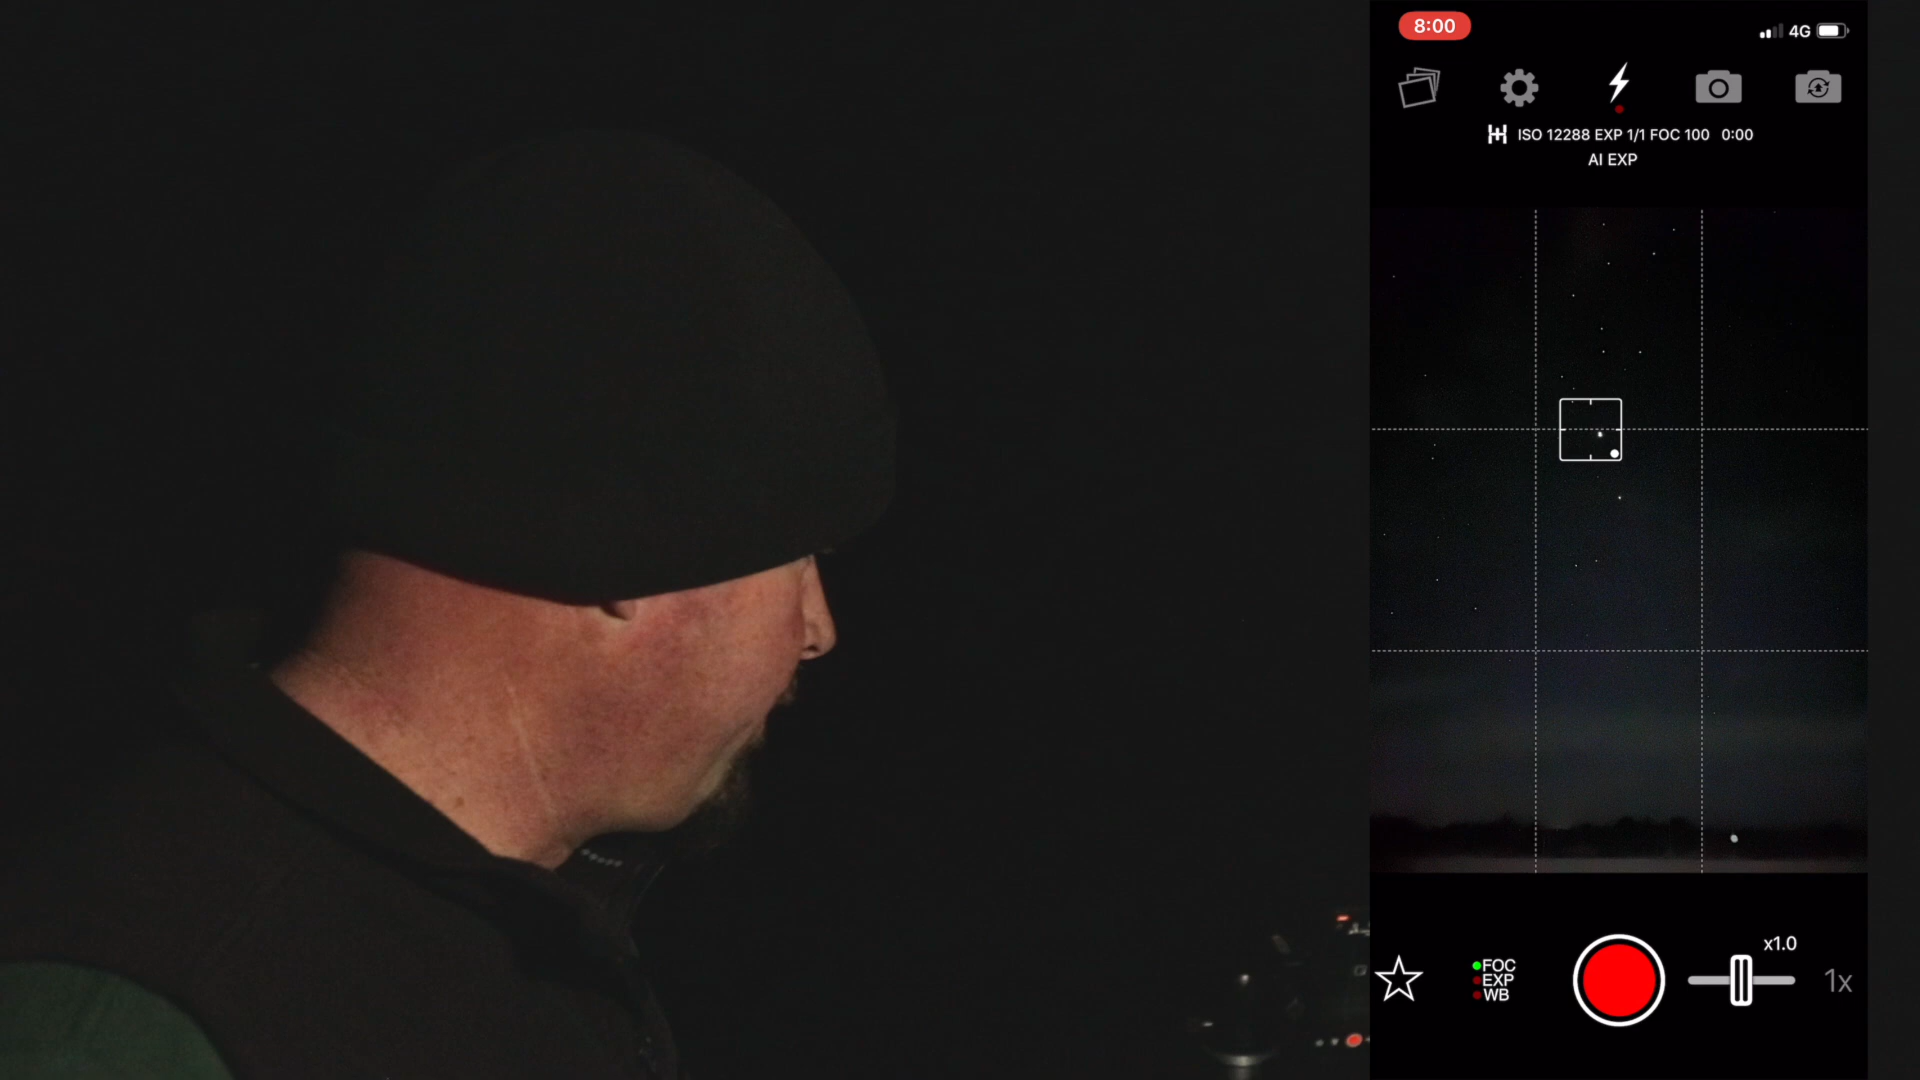 8:00
4G
ISO 12288 EXP 1/1 FOC 100 0:00
AI EXP
x1.0
FOC
EXP
WB
1x